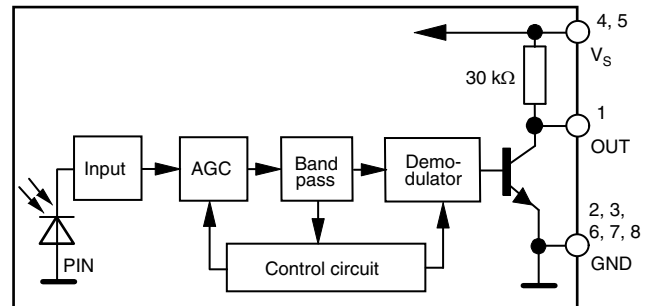 4, 5
VS
30 kΩ
1
OUT
Input
AGC
Band
pass
Demo-
dulator
2, 3,
6, 7, 8
GND
PIN
Control circuit